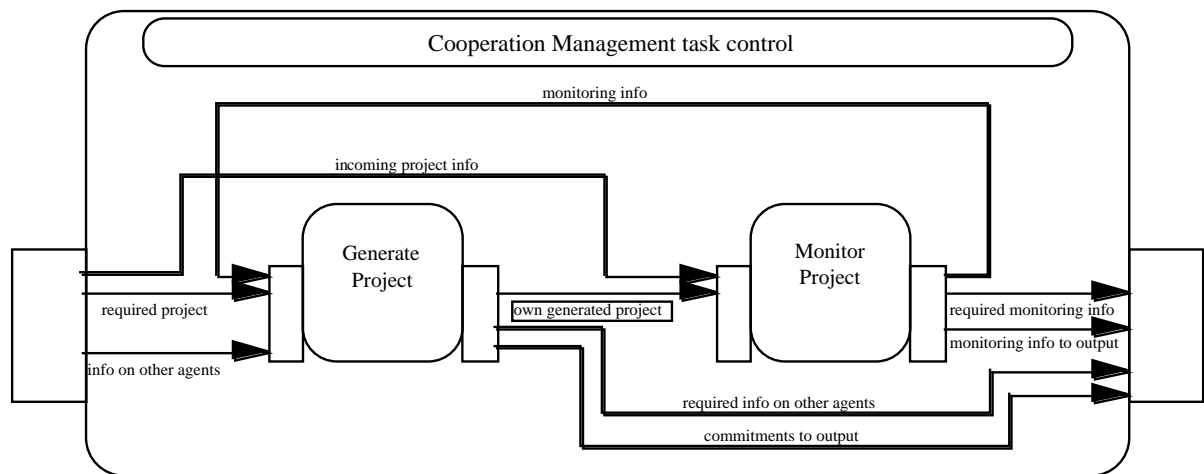 Cooperation Management task control
monitoring info
incoming project info
Generate
Project
Monitor
Project
required project
own generated project
required monitoring info
monitoring info to output
info on other agents
required info on other agents
commitments to output